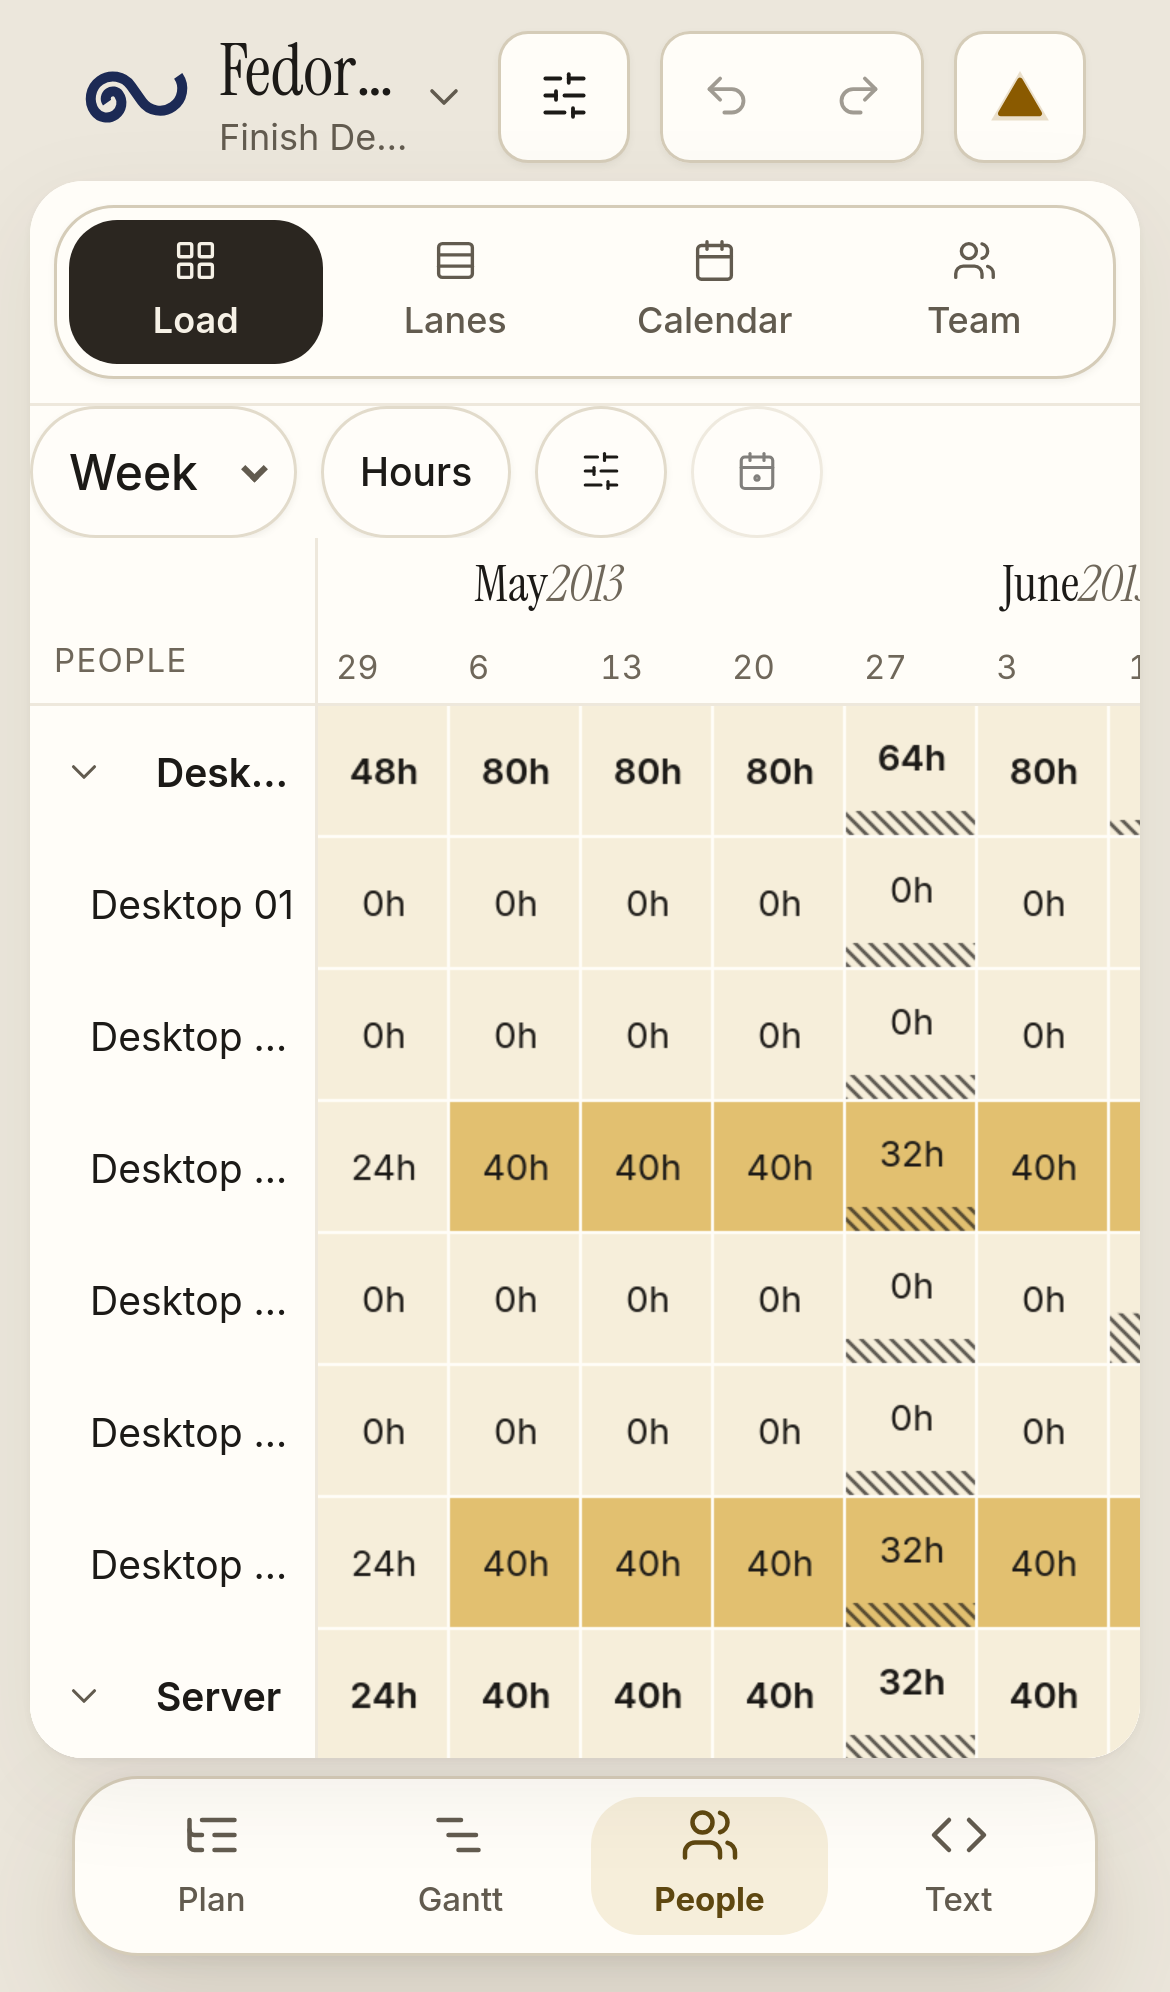 Fedor...
Finish De...
Load Lanes Calendar Team
Week Hours
May 2013 June 201
PEOPLE 29 6 13 20 27 3
Desk... 48h 80h 80h 80h 64h 80h
Desktop 01 0h 0h 0h 0h 0h 0h
Desktop ... 0h 0h 0h 0h 0h 0h
Desktop ... 24h 40h 40h 40h 32h 40h
Desktop ... 0h 0h 0h 0h 0h 0h
Desktop ... 0h 0h 0h 0h 0h 0h
Desktop ... 24h 40h 40h 40h 32h 40h
Server 24h 40h 40h 40h 32h 40h
Plan Gantt People Text